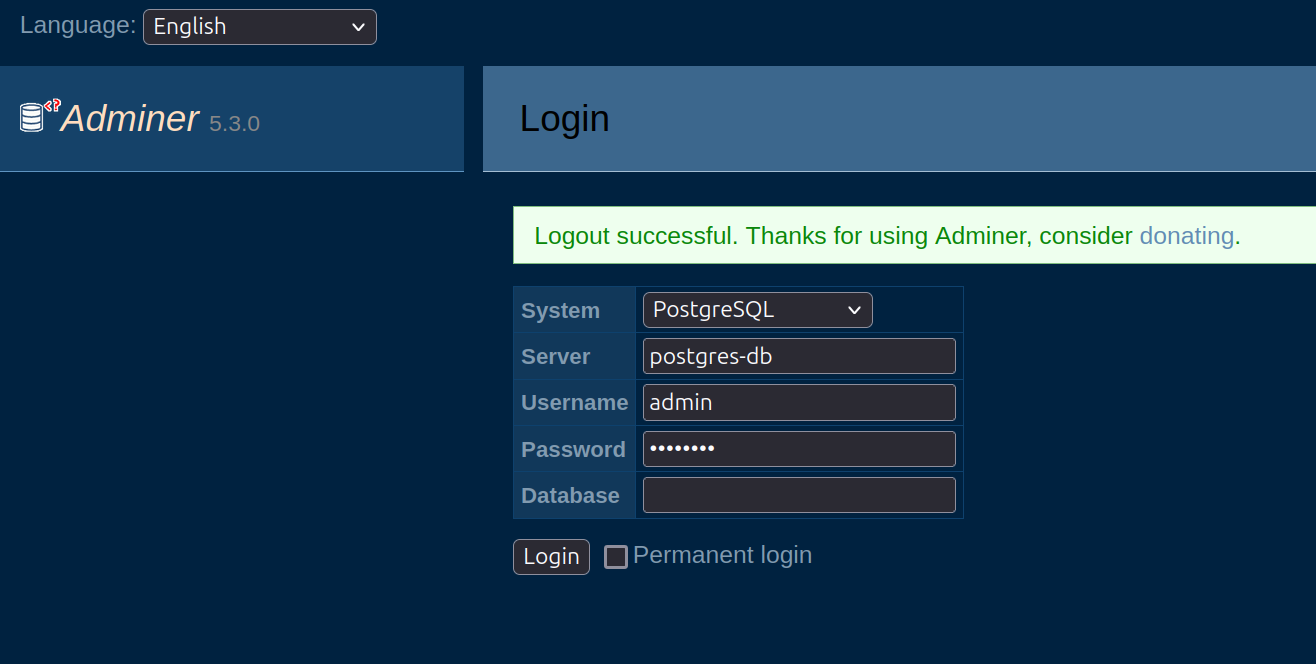 Language: English
Adminer 5.3.0
Login
Logout successful. Thanks for using Adminer, consider donating.
System PostgreSQL
Server postgres-db
Username admin
Password ••••••••
Database
Login Permanent login